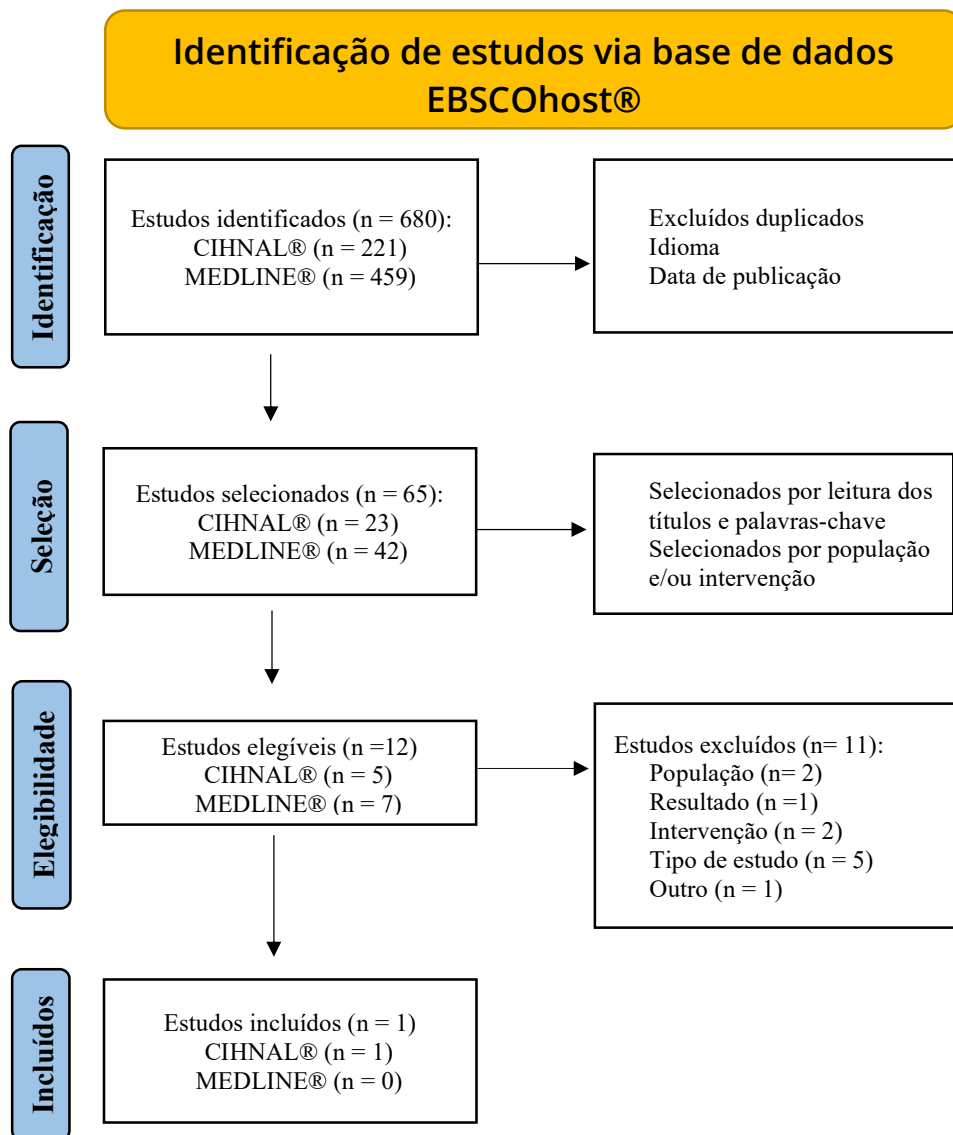 Identificação de estudos via base de dados
EBSCOhost®
Identificação
Estudos identificados (n = 680):
CIHNAL® (n = 221)
MEDLINE® (n = 459)
Excluídos duplicados
Idioma
Data de publicação
Seleção
Estudos selecionados (n = 65):
CIHNAL® (n = 23)
MEDLINE® (n = 42)
Selecionados por leitura dos
títulos e palavras-chave
Selecionados por população
e/ou intervenção
Elegibilidade
Estudos elegíveis (n =12)
CIHNAL® (n = 5)
MEDLINE® (n = 7)
Estudos excluídos (n= 11):
População (n= 2)
Resultado (n =1)
Intervenção (n = 2)
Tipo de estudo (n = 5)
Outro (n = 1)
Incluídos
Estudos incluídos (n = 1)
CIHNAL® (n = 1)
MEDLINE® (n = 0)